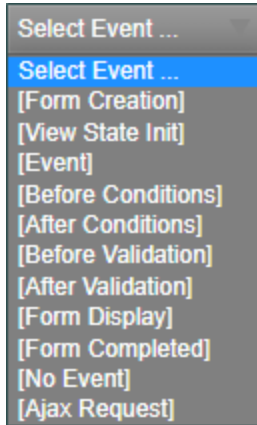 Select Event ...
Select Event ...
[Form Creation]
[View State Init]
[Event]
[Before Conditions]
[After Conditions]
[Before Validation]
[After Validation]
[Form Display]
[Form Completed]
[No Event]
[Ajax Request]